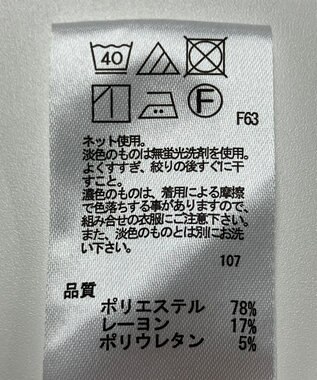 40
F
F63
ネット使用。
淡色のものは無蛍光洗剤を使用。
よくすすぎ、絞りの後すぐに干
すこと。
濃色のものは、着用による摩擦
で色落ちする事がありますので、
組み合せの衣服にご注意下さい。
また、淡色のものとは別にお洗
い下さい。
107
品質
ポリエステル 78%
レーヨン 17%
ポリウレタン 5%